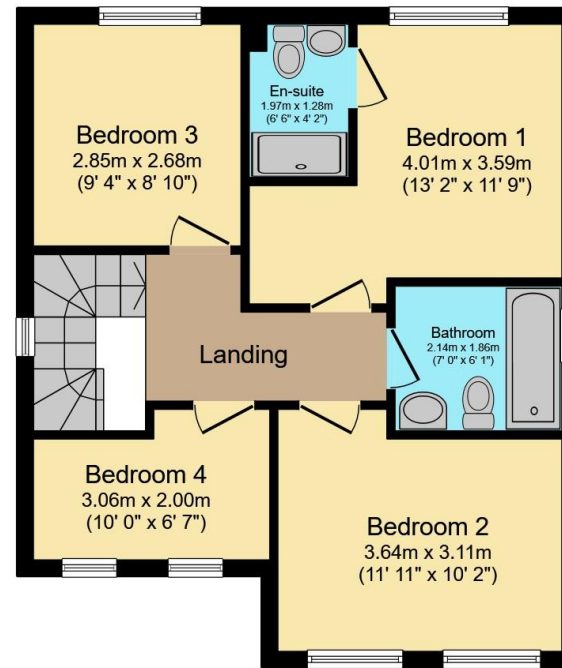 Bedroom 3
2.85m x 2.68m
(9' 4" x 8' 10")
En-suite
1.97m x 1.28m
(6' 6" x 4' 2")
Bedroom 1
4.01m x 3.59m
(13' 2" x 11' 9")
Landing
Bathroom
2.14m x 1.86m
(7' 0" x 6' 1")
Bedroom 4
3.06m x 2.00m
(10' 0" x 6' 7")
Bedroom 2
3.64m x 3.11m
(11' 11" x 10' 2")